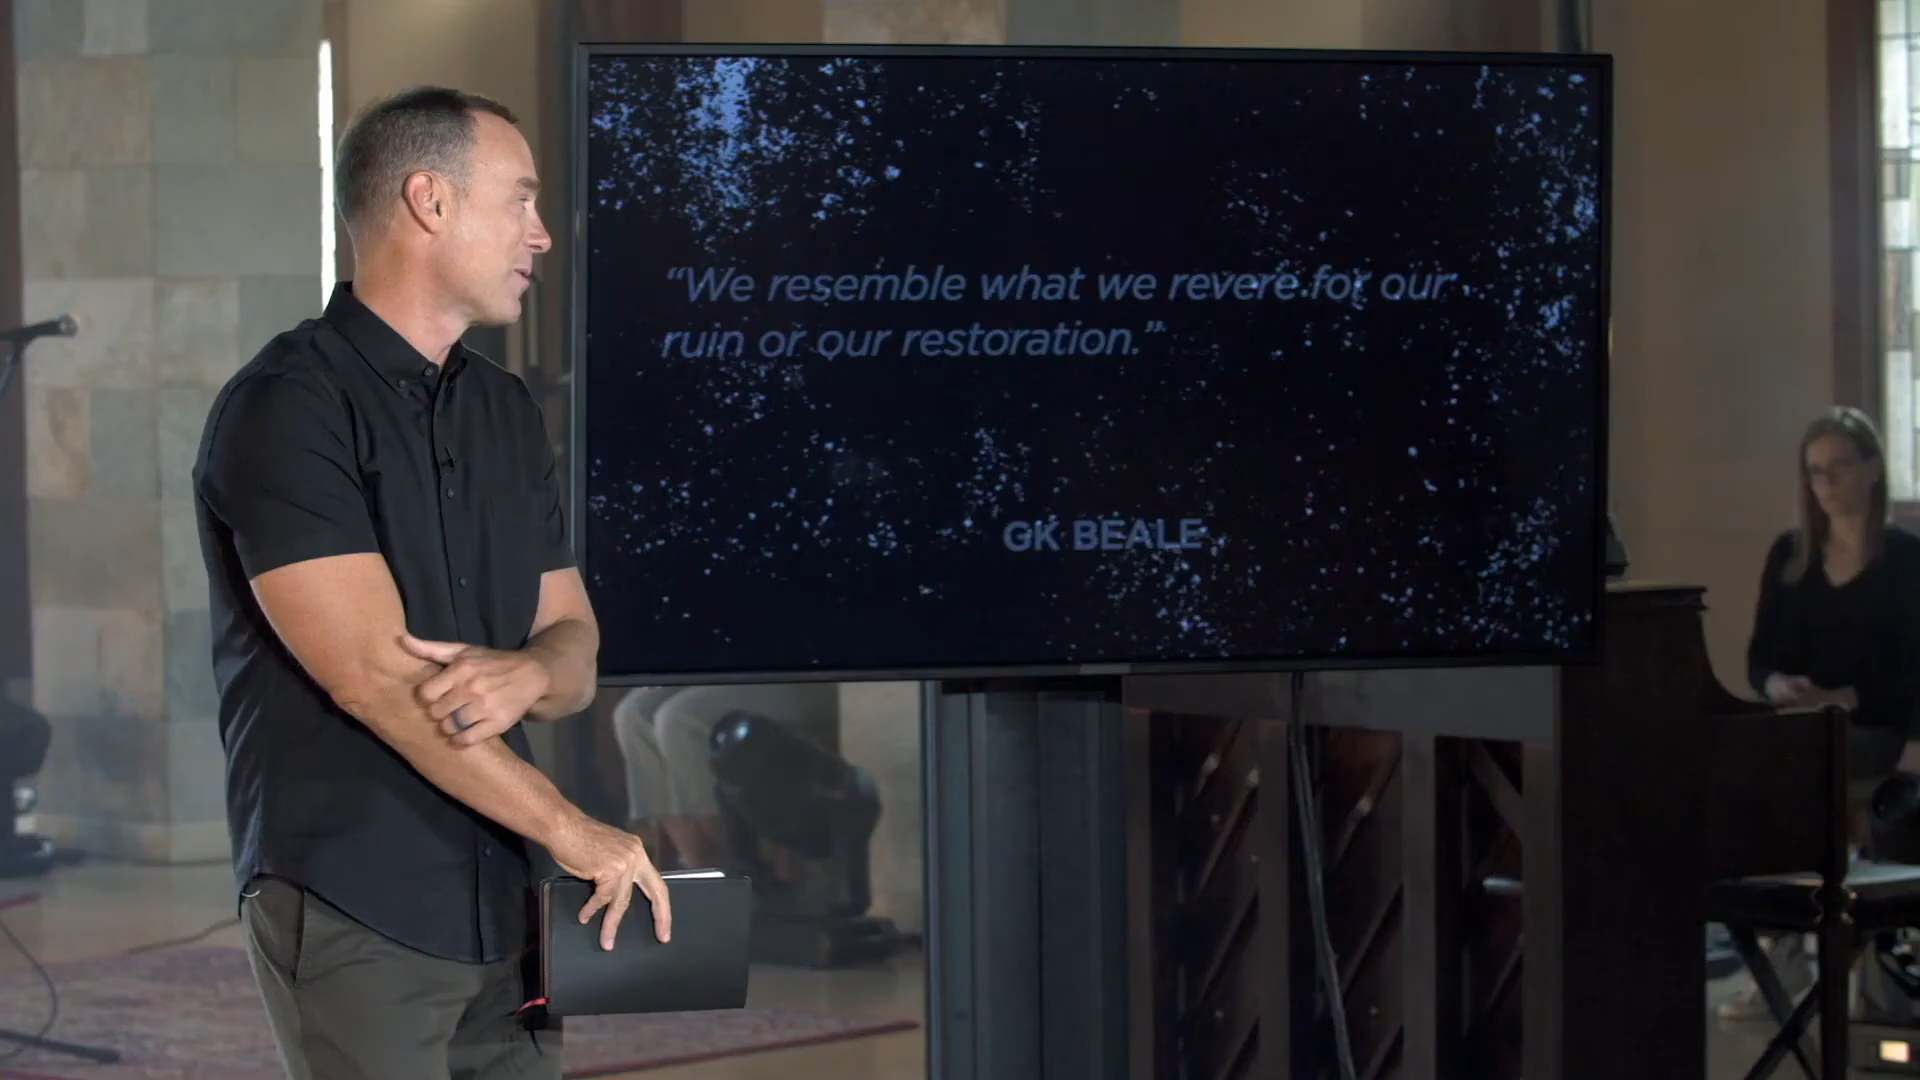 “We resemble what we revere for our
ruin or our restoration.”
GK BEALE